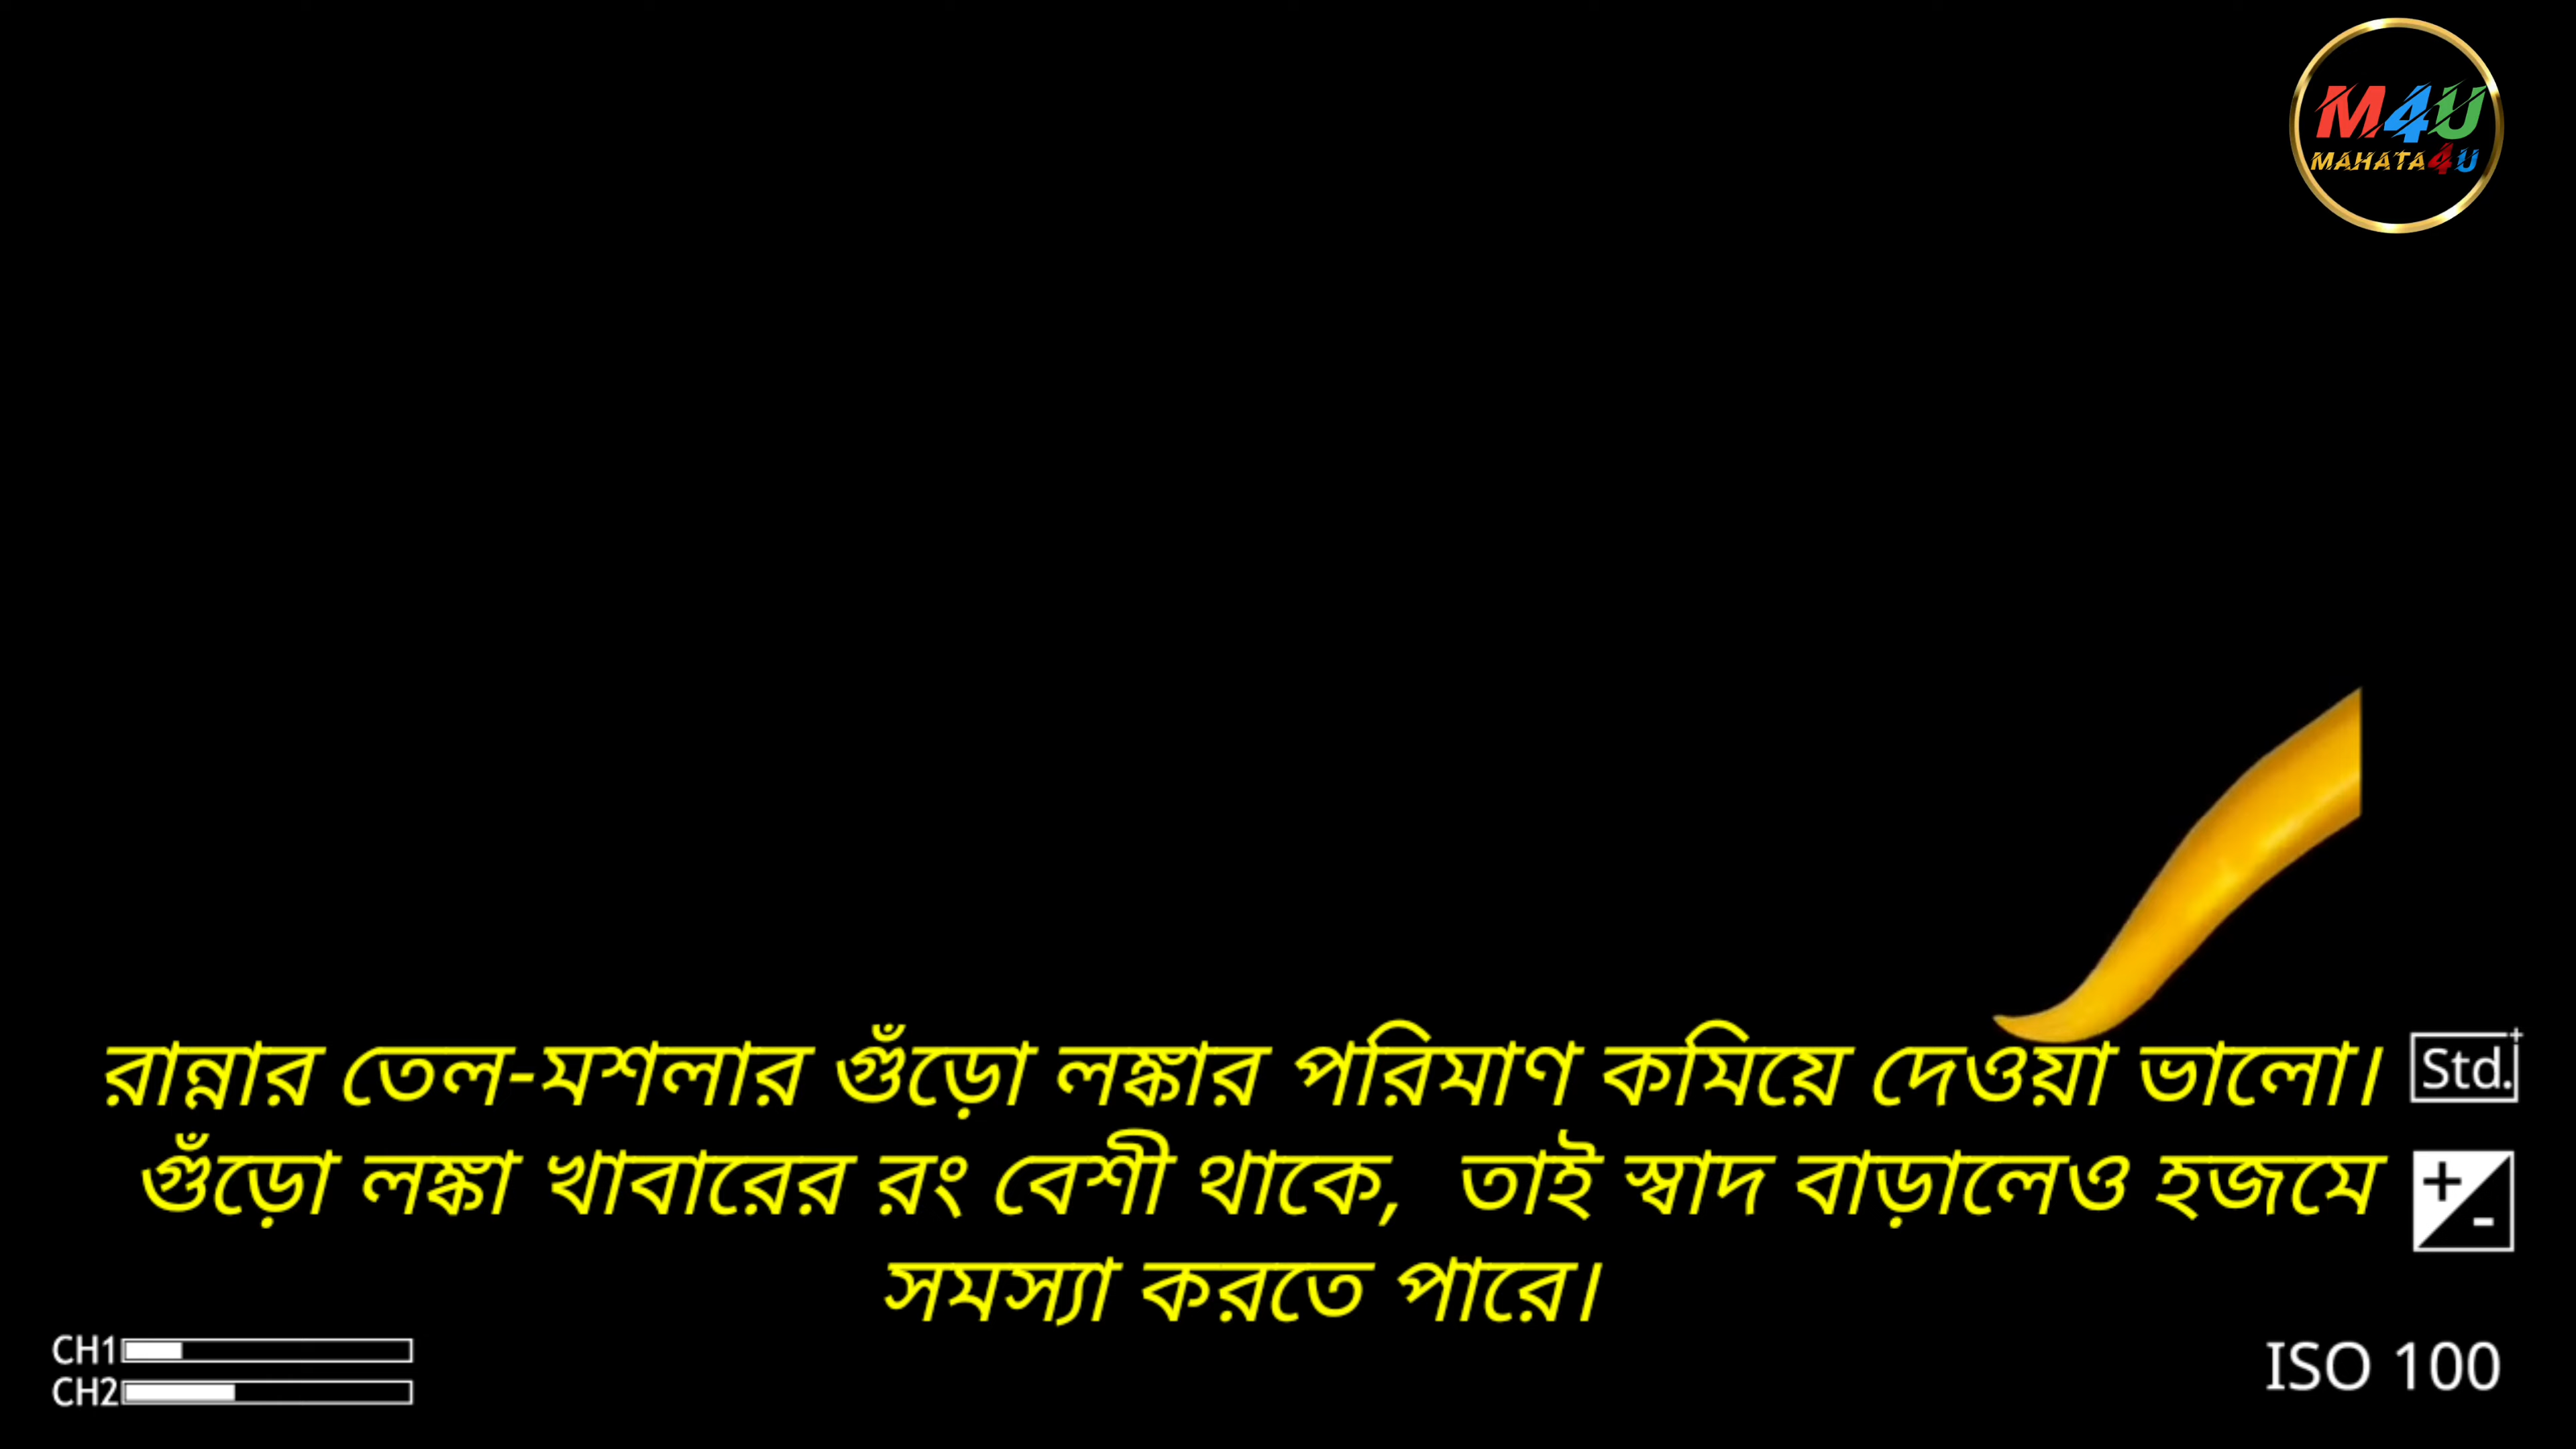 M4U
MAHATA4U
রান্নার তেল-মশলার গুঁড়ো লঙ্কার পরিমাণ কমিয়ে দেওয়া ভালো।
গুঁড়ো লঙ্কা খাবারের রং বেশী থাকে, তাই স্বাদ বাড়ালেও হজমে
সমস্যা করতে পারে।
Std.+
+ -
CH1
CH2
ISO 100